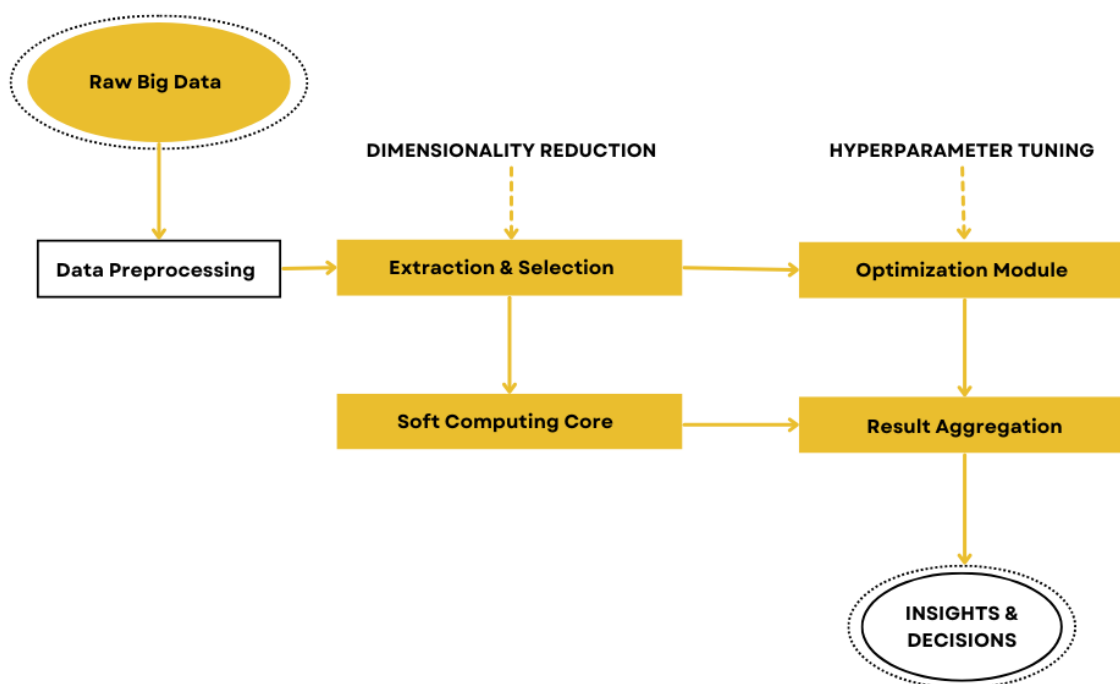 Raw Big Data
DIMENSIONALITY REDUCTION
HYPERPARAMETER TUNING
Data Preprocessing
Extraction & Selection
Optimization Module
Soft Computing Core
Result Aggregation
INSIGHTS &
DECISIONS